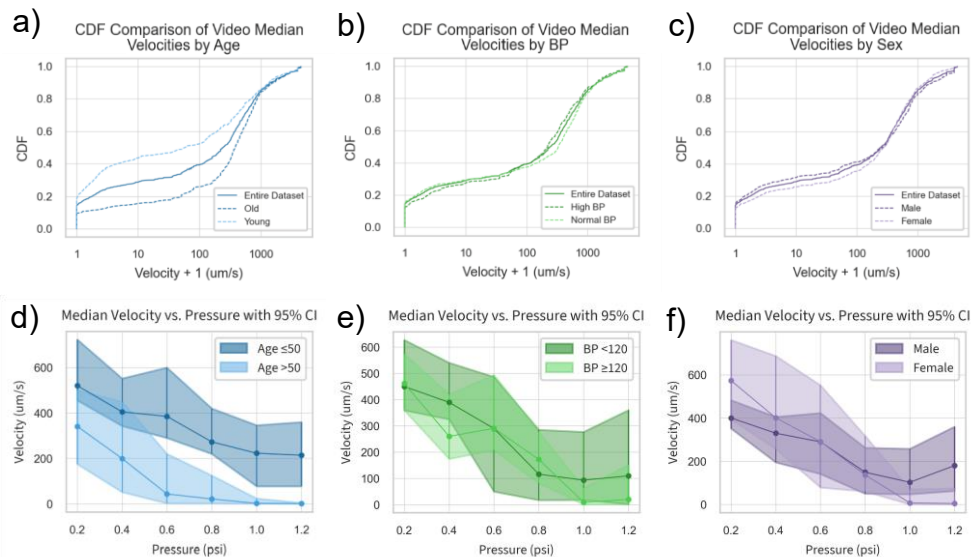 a)
CDF Comparison of Video Median
Velocities by Age
CDF
1.0
0.8
0.6
0.4
0.2
0.0
Entire Dataset
Old
Young
1 10 100 1000
Velocity + 1 (um/s)
b)
CDF Comparison of Video Median
Velocities by BP
CDF
1.0
0.8
0.6
0.4
0.2
0.0
Entire Dataset
High BP
Normal BP
1 10 100 1000
Velocity + 1 (um/s)
c)
CDF Comparison of Video Median
Velocities by Sex
CDF
1.0
0.8
0.6
0.4
0.2
0.0
Entire Dataset
Male
Female
1 10 100 1000
Velocity + 1 (um/s)
d)
Median Velocity vs. Pressure with 95% CI
Velocity (um/s)
600
400
200
0
Age ≤50
Age >50
0.2 0.4 0.6 0.8 1.0 1.2
Pressure (psi)
e)
Median Velocity vs. Pressure with 95% CI
Velocity (um/s)
600
500
400
300
200
100
0
BP <120
BP ≥120
0.2 0.4 0.6 0.8 1.0 1.2
Pressure (psi)
f)
Median Velocity vs. Pressure with 95% CI
Velocity (um/s)
600
400
200
0
Male
Female
0.2 0.4 0.6 0.8 1.0 1.2
Pressure (psi)